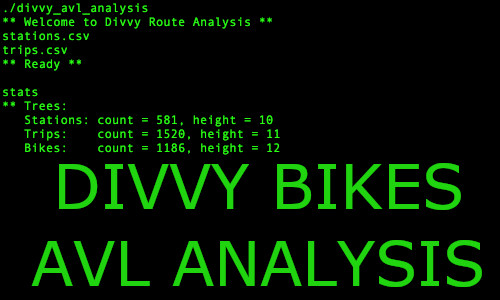 ./divvy_avl_analysis
** Welcome to Divvy Route Analysis **
stations.csv
trips.csv
** Ready **
stats
** Trees:
Stations: count = 581, height = 10
Trips: count = 1520, height = 11
Bikes: count = 1186, height = 12
DIVVY BIKES
AVL ANALYSIS